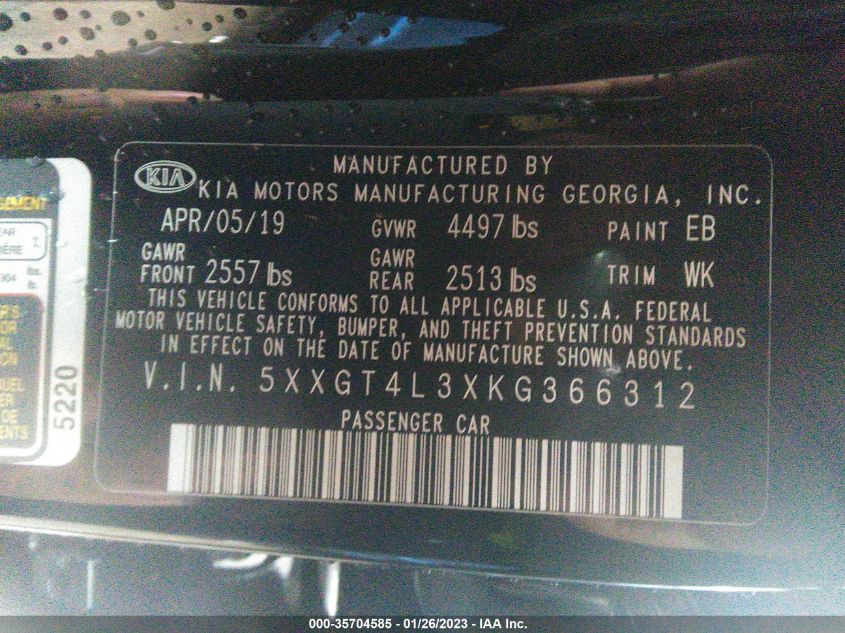 MANUFACTURED BY
KIA
KIA MOTORS MANUFACTURING GEORGIA, INC.
APR/05/19 GVWR 4497 lbs PAINT EB
GAWR FRONT 2557 lbs GAWR REAR 2513 lbs TRIM WK
THIS VEHICLE CONFORMS TO ALL APPLICABLE U.S.A. FEDERAL
MOTOR VEHICLE SAFETY, BUMPER, AND THEFT PREVENTION STANDARDS
IN EFFECT ON THE DATE OF MANUFACTURE SHOWN ABOVE.
V.I.N. 5XXGT4L3XKG366312
PASSENGER CAR
5220
000-35704585 - 01/26/2023 - IAA Inc.